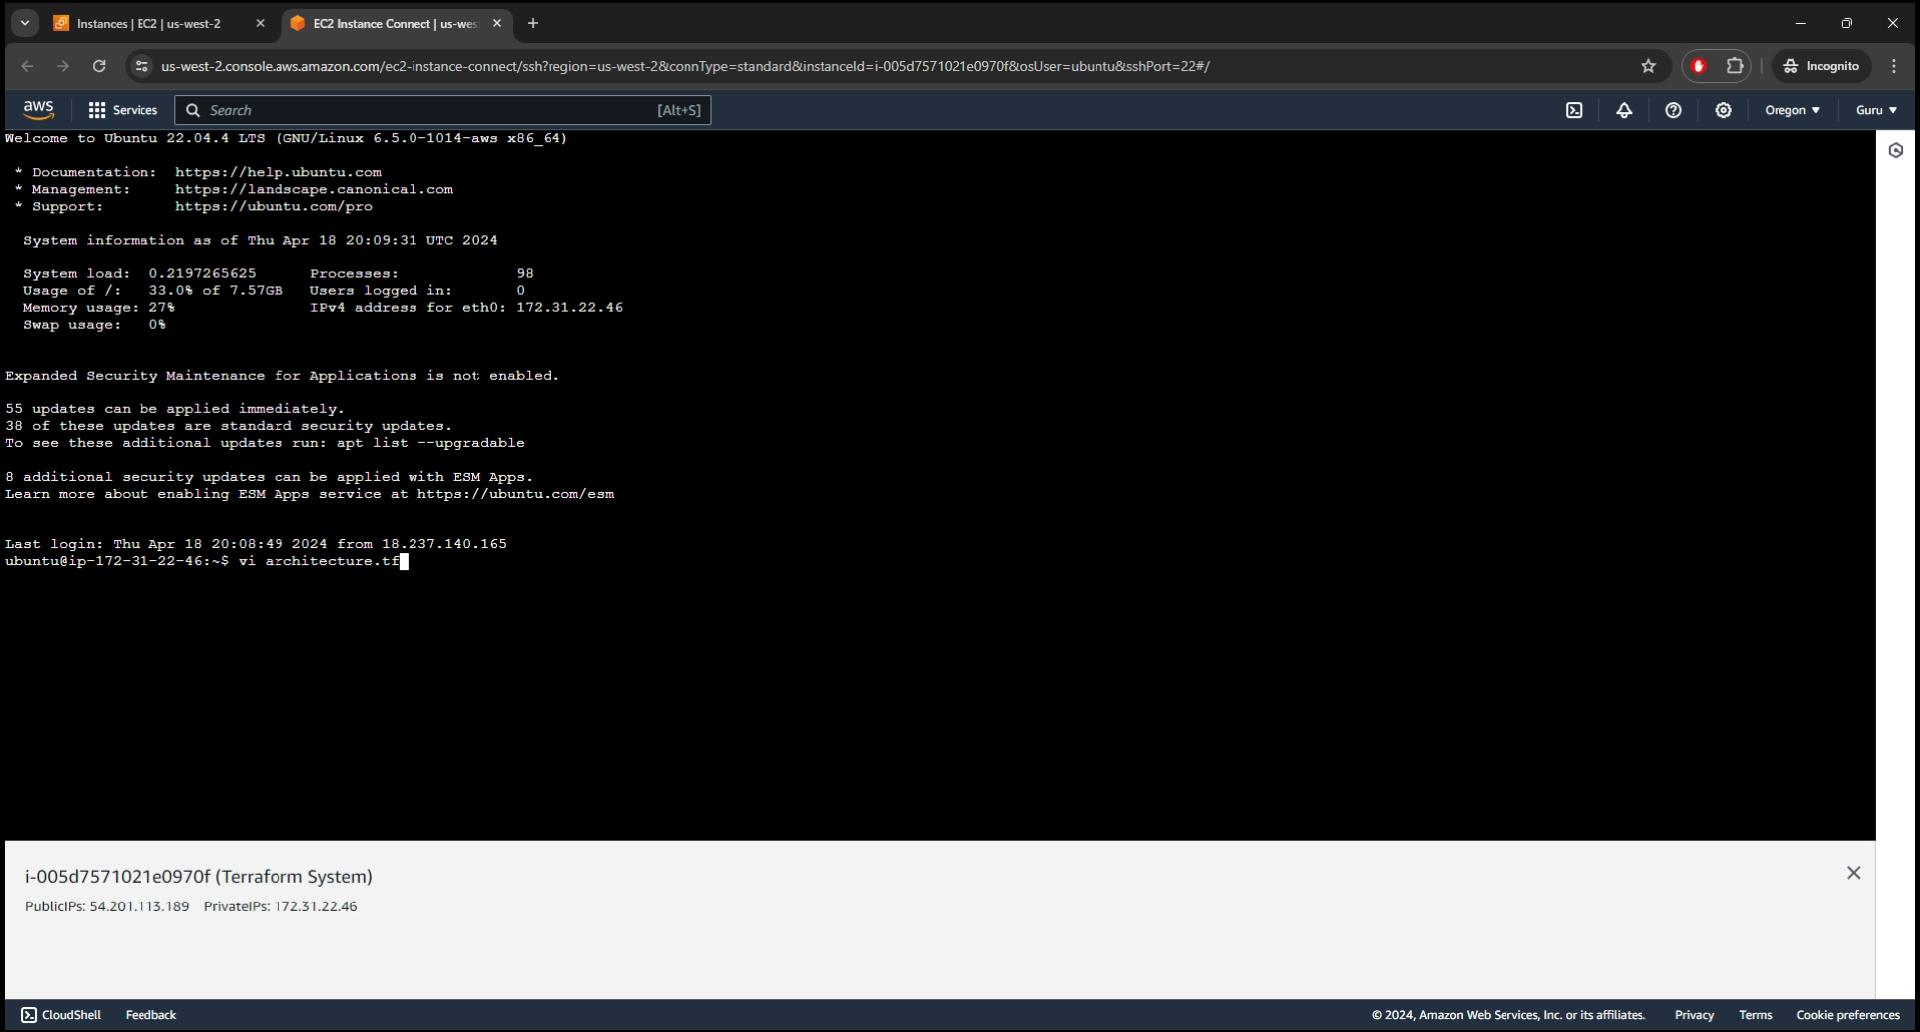 Instances | EC2 | us-west-2
EC2 Instance Connect | us-wes
us-west-2.console.aws.amazon.com/ec2-instance-connect/ssh?region=us-west-2&connType=standard&instanceId=i-005d7571021e0970f&osUser=ubuntu&sshPort=22#/
Incognito
aws
Services
Search
[Alt+S]
Oregon
Guru
Welcome to Ubuntu 22.04.4 LTS (GNU/Linux 6.5.0-1014-aws x86_64)
* Documentation: https://help.ubuntu.com
* Management: https://landscape.canonical.com
* Support: https://ubuntu.com/pro
System information as of Thu Apr 18 20:09:31 UTC 2024
System load: 0.2197265625 Processes: 98
Usage of /: 33.0% of 7.57GB Users logged in: 0
Memory usage: 27% IPv4 address for eth0: 172.31.22.46
Swap usage: 0%
Expanded Security Maintenance for Applications is not enabled.
55 updates can be applied immediately.
38 of these updates are standard security updates.
To see these additional updates run: apt list --upgradable
8 additional security updates can be applied with ESM Apps.
Learn more about enabling ESM Apps service at https://ubuntu.com/esm
Last login: Thu Apr 18 20:08:49 2024 from 18.237.140.165
ubuntu@ip-172-31-22-46:~$ vi architecture.tf
i-005d7571021e0970f (Terraform System)
PublicIPs: 54.201.113.189 PrivateIPs: 172.31.22.46
CloudShell
Feedback
© 2024, Amazon Web Services, Inc. or its affiliates.
Privacy
Terms
Cookie preferences